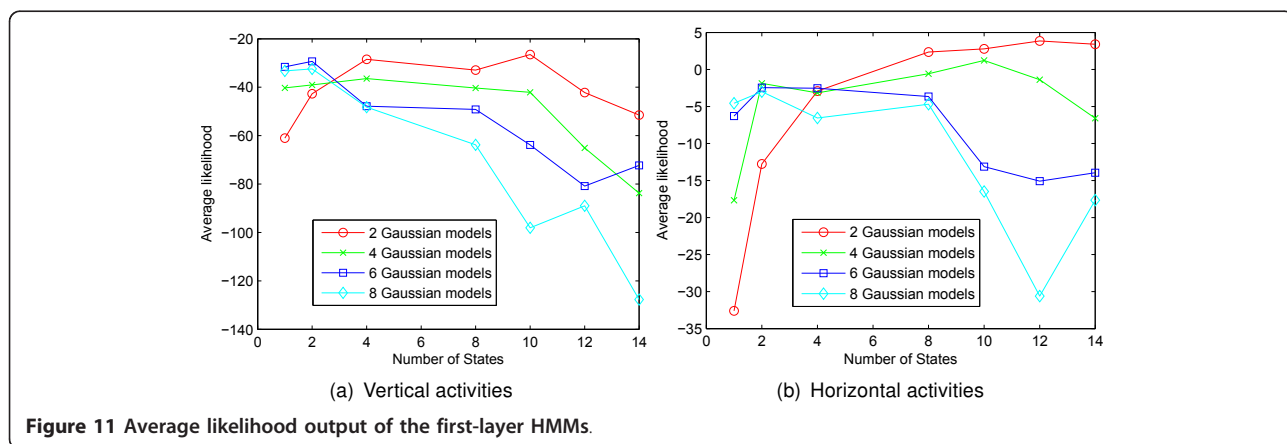 −20
−40
−60
−80
−100
−120
−140
0 2 4 6 8 10 12 14
Average likelihood
Number of States
2 Gaussian models
4 Gaussian models
6 Gaussian models
8 Gaussian models
(a) Vertical activities
5
0
−5
−10
−15
−20
−25
−30
−35
0 2 4 6 8 10 12 14
Average likelihood
Number of States
2 Gaussian models
4 Gaussian models
6 Gaussian models
8 Gaussian models
(b) Horizontal activities
Figure 11 Average likelihood output of the first-layer HMMs.